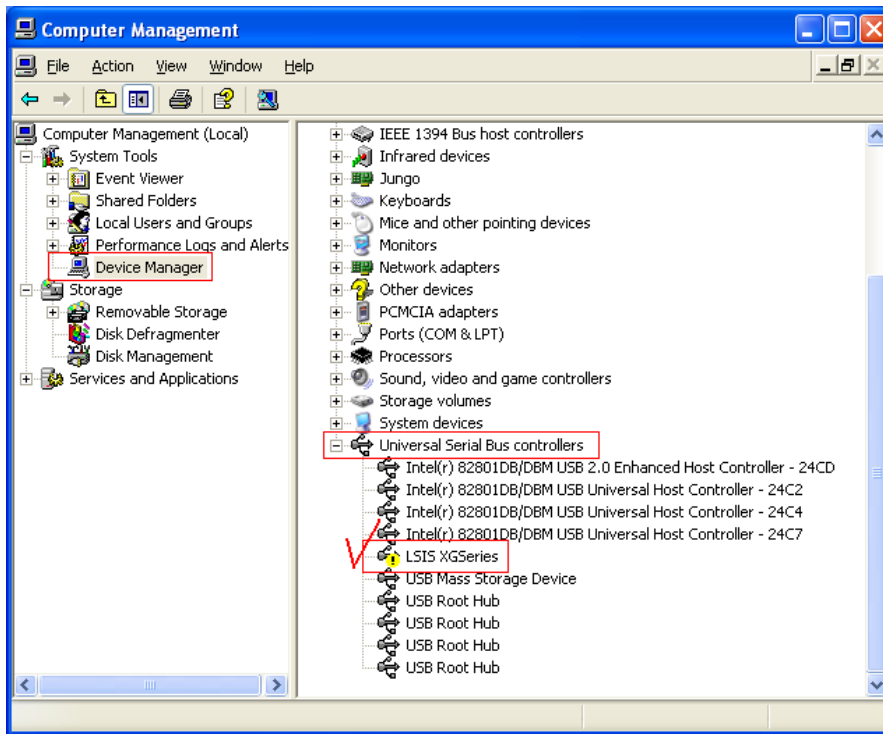 Computer Management
File Action View Window Help
Computer Management (Local)
System Tools
Event Viewer
Shared Folders
Local Users and Groups
Performance Logs and Alerts
Device Manager
Storage
Removable Storage
Disk Defragmenter
Disk Management
Services and Applications
IEEE 1394 Bus host controllers
Infrared devices
Jungo
Keyboards
Mice and other pointing devices
Monitors
Network adapters
Other devices
PCMCIA adapters
Ports (COM & LPT)
Processors
Sound, video and game controllers
Storage volumes
System devices
Universal Serial Bus controllers
Intel(r) 82801DB/DBM USB 2.0 Enhanced Host Controller - 24CD
Intel(r) 82801DB/DBM USB Universal Host Controller - 24C2
Intel(r) 82801DB/DBM USB Universal Host Controller - 24C4
Intel(r) 82801DB/DBM USB Universal Host Controller - 24C7
LSIS XGSeries
USB Mass Storage Device
USB Root Hub
USB Root Hub
USB Root Hub
USB Root Hub